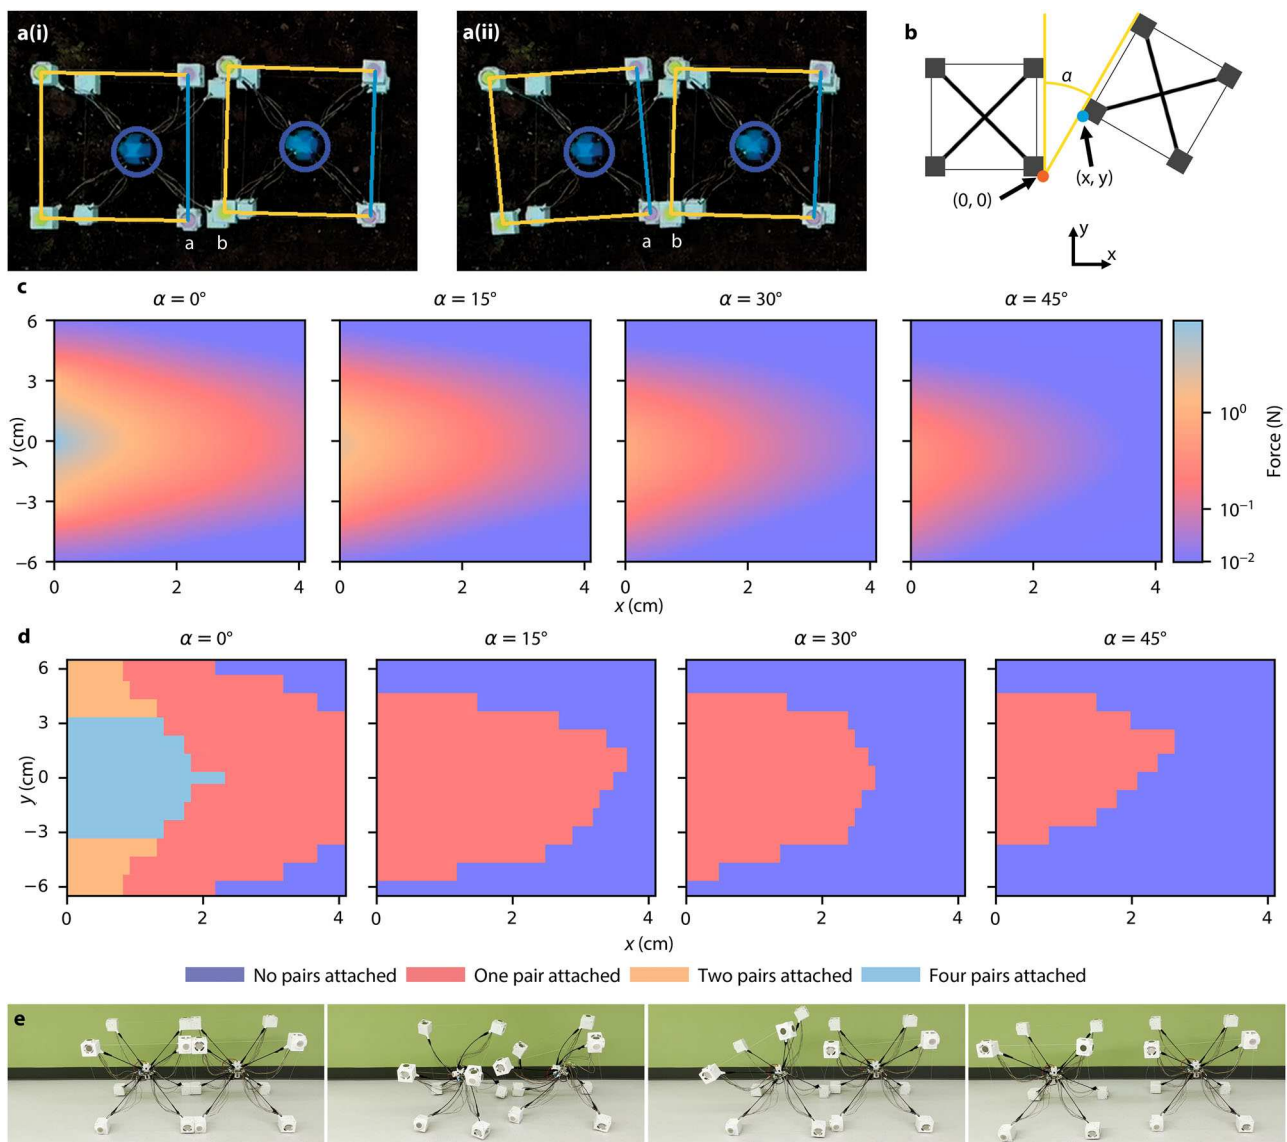 a(i)
a b
a(ii)
a b
b
α
(0, 0)
(x, y)
y
x
c
α = 0°
α = 15°
α = 30°
α = 45°
6
3
0
−3
−6
y (cm)
0 2 4
0 2 4
0 2 4
0 2 4
x (cm)
10⁰
10⁻¹
10⁻²
Force (N)
d
α = 0°
α = 15°
α = 30°
α = 45°
6
3
0
−3
−6
y (cm)
0 2 4
0 2 4
0 2 4
0 2 4
x (cm)
No pairs attached
One pair attached
Two pairs attached
Four pairs attached
e